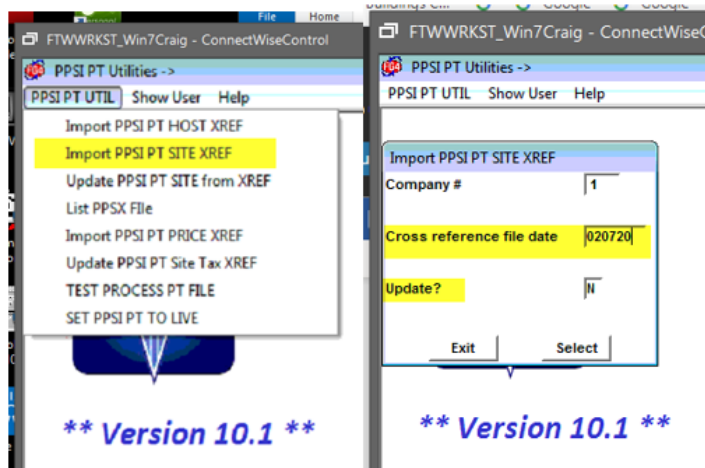 File Home
FTWWRKST_Win7Craig - ConnectWiseControl
PPSI PT Utilities ->
PPSI PT UTIL Show User Help
Import PPSI PT HOST XREF
Import PPSI PT SITE XREF
Update PPSI PT SITE from XREF
List PPSX FIle
Import PPSI PT PRICE XREF
Update PPSI PT Site Tax XREF
TEST PROCESS PT FILE
SET PPSI PT TO LIVE
** Version 10.1 **
FTWWRKST_Win7Craig - ConnectWiseC
PPSI PT Utilities ->
PPSI PT UTIL Show User Help
Import PPSI PT SITE XREF
Company # 1
Cross reference file date 020720
Update? N
Exit Select
** Version 10.1 **